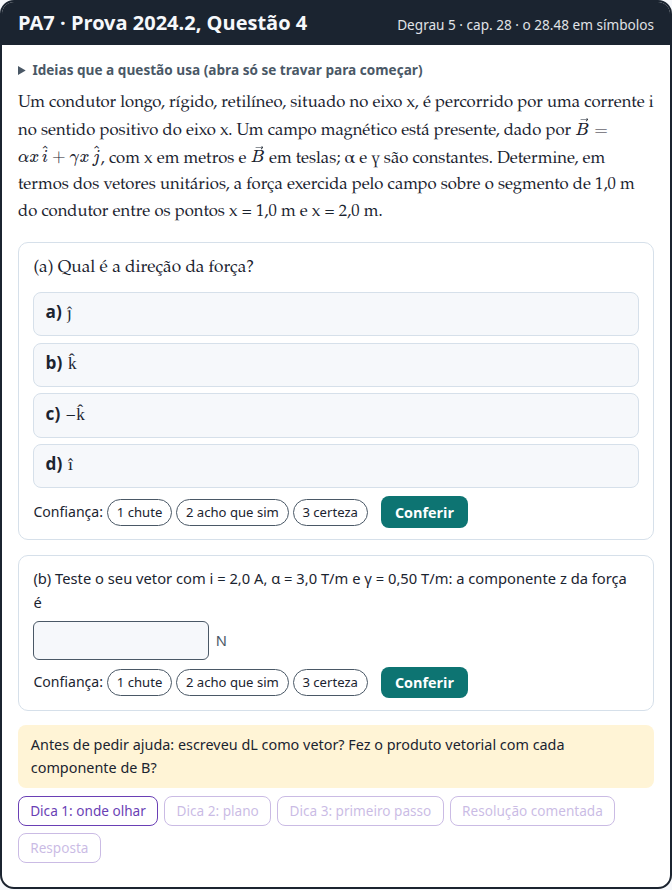 PA7 · Prova 2024.2, Questão 4
Degrau 5 · cap. 28 · o 28.48 em símbolos
▶ Ideias que a questão usa (abra só se travar para começar)
Um condutor longo, rígido, retilíneo, situado no eixo x, é percorrido por uma corrente i
no sentido positivo do eixo x. Um campo magnético está presente, dado por B⃗ =
αx î + γx ĵ, com x em metros e B⃗ em teslas; α e γ são constantes. Determine, em
termos dos vetores unitários, a força exercida pelo campo sobre o segmento de 1,0 m
do condutor entre os pontos x = 1,0 m e x = 2,0 m.
(a) Qual é a direção da força?
a) ĵ
b) k̂
c) −k̂
d) î
Confiança: 1 chute 2 acho que sim 3 certeza Conferir
(b) Teste o seu vetor com i = 2,0 A, α = 3,0 T/m e γ = 0,50 T/m: a componente z da força
é
N
Confiança: 1 chute 2 acho que sim 3 certeza Conferir
Antes de pedir ajuda: escreveu dL como vetor? Fez o produto vetorial com cada
componente de B?
Dica 1: onde olhar Dica 2: plano Dica 3: primeiro passo Resolução comentada
Resposta